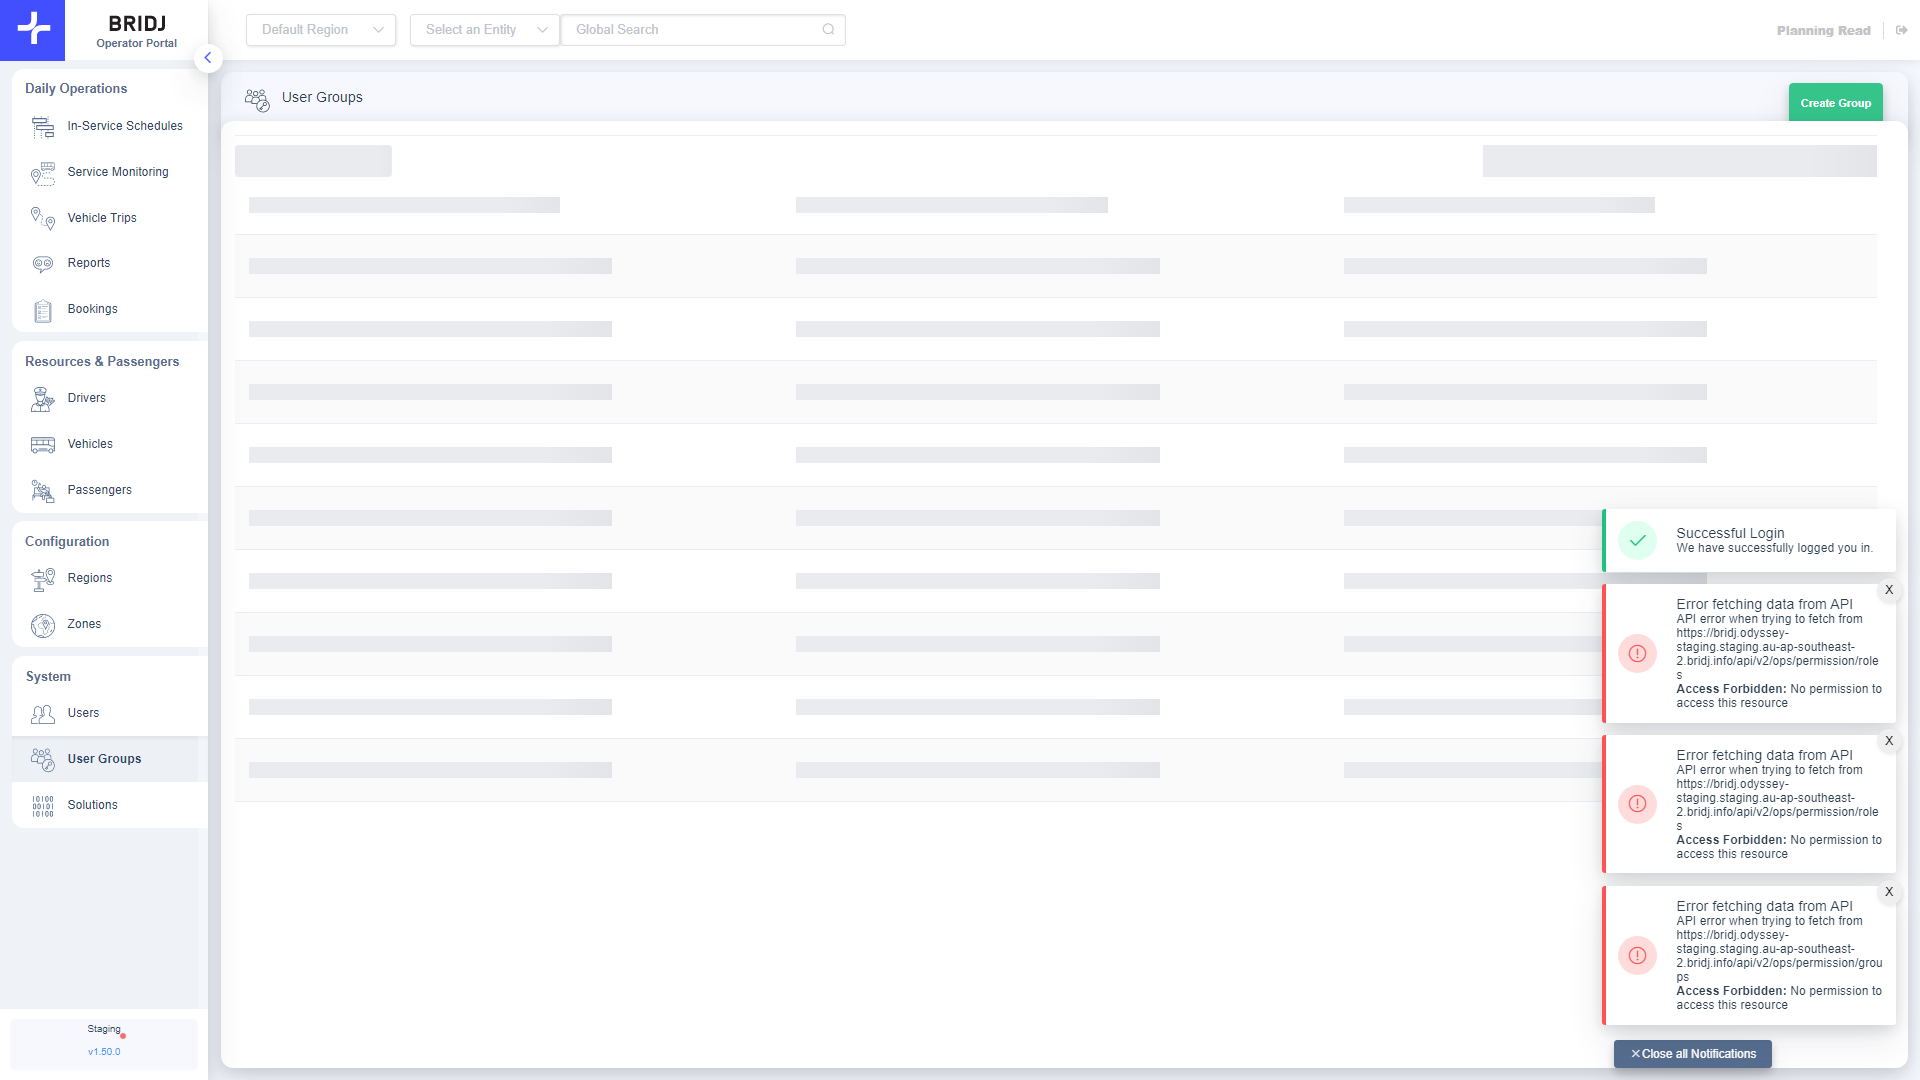 BRIDJ
Operator Portal
Default Region
Select an Entity
Global Search
Planning Read
Daily Operations
In-Service Schedules
Service Monitoring
Vehicle Trips
Reports
Bookings
Resources & Passengers
Drivers
Vehicles
Passengers
Configuration
Regions
Zones
System
Users
User Groups
Solutions
Staging
v1.50.0
User Groups
Create Group
Successful Login
We have successfully logged you in.
X
Error fetching data from API
API error when trying to fetch from
https://bridj.odyssey-
staging.staging.au-ap-southeast-
2.bridj.info/api/v2/ops/permission/role
s
Access Forbidden: No permission to
access this resource
X
Error fetching data from API
API error when trying to fetch from
https://bridj.odyssey-
staging.staging.au-ap-southeast-
2.bridj.info/api/v2/ops/permission/role
s
Access Forbidden: No permission to
access this resource
X
Error fetching data from API
API error when trying to fetch from
https://bridj.odyssey-
staging.staging.au-ap-southeast-
2.bridj.info/api/v2/ops/permission/grou
ps
Access Forbidden: No permission to
access this resource
✕Close all Notifications